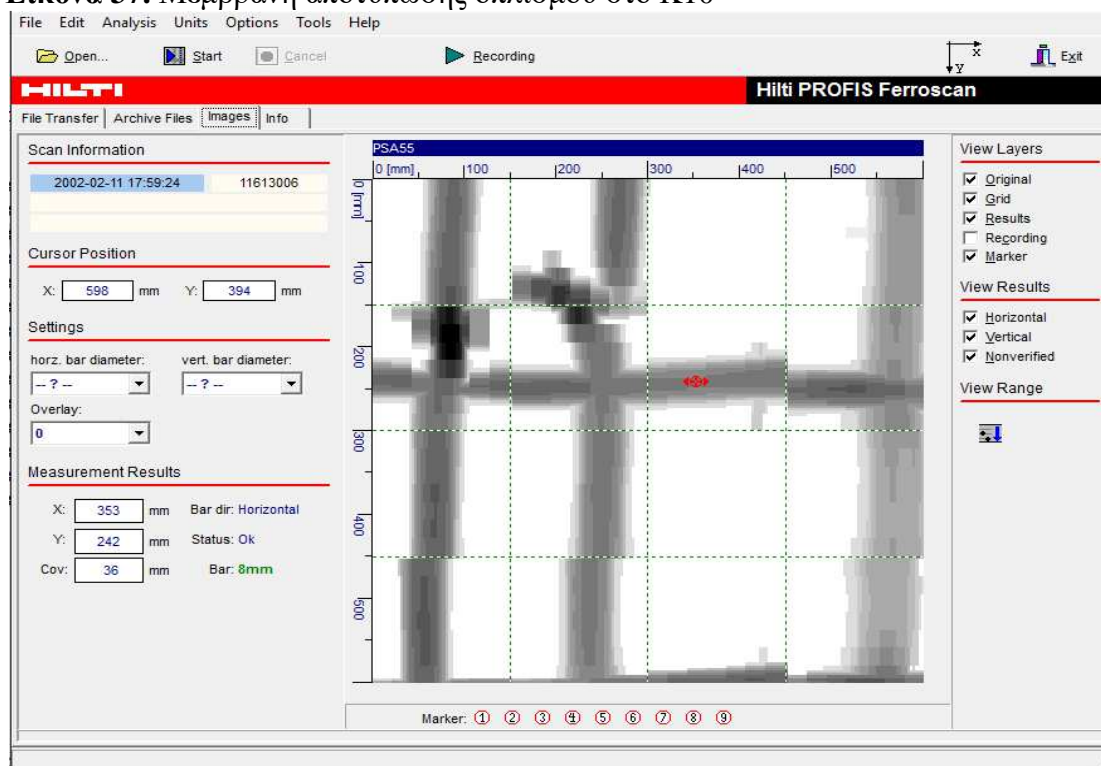 Εικόνα 37: Μεμβράνη αποτύπωσης οπλισμού στο Κ10
File Edit Analysis Units Options Tools Help
Open... Start Cancel Recording X Y Exit
HILTI Hilti PROFIS Ferroscan
File Transfer Archive Files Images Info
Scan Information
2002-02-11 17:59:24 11613006
Cursor Position
X: 598 mm Y: 394 mm
Settings
horz. bar diameter: vert. bar diameter:
-- ? -- -- ? --
Overlay:
0
Measurement Results
X: 353 mm Bar dir: Horizontal
Y: 242 mm Status: Ok
Cov: 36 mm Bar: 8mm
PSA55
0 [mm] 100 200 300 400 500
0 [mm]
100
200
300
400
500
Marker: ① ② ③ ④ ⑤ ⑥ ⑦ ⑧ ⑨
View Layers
Original
Grid
Results
Recording
Marker
View Results
Horizontal
Vertical
Nonverified
View Range